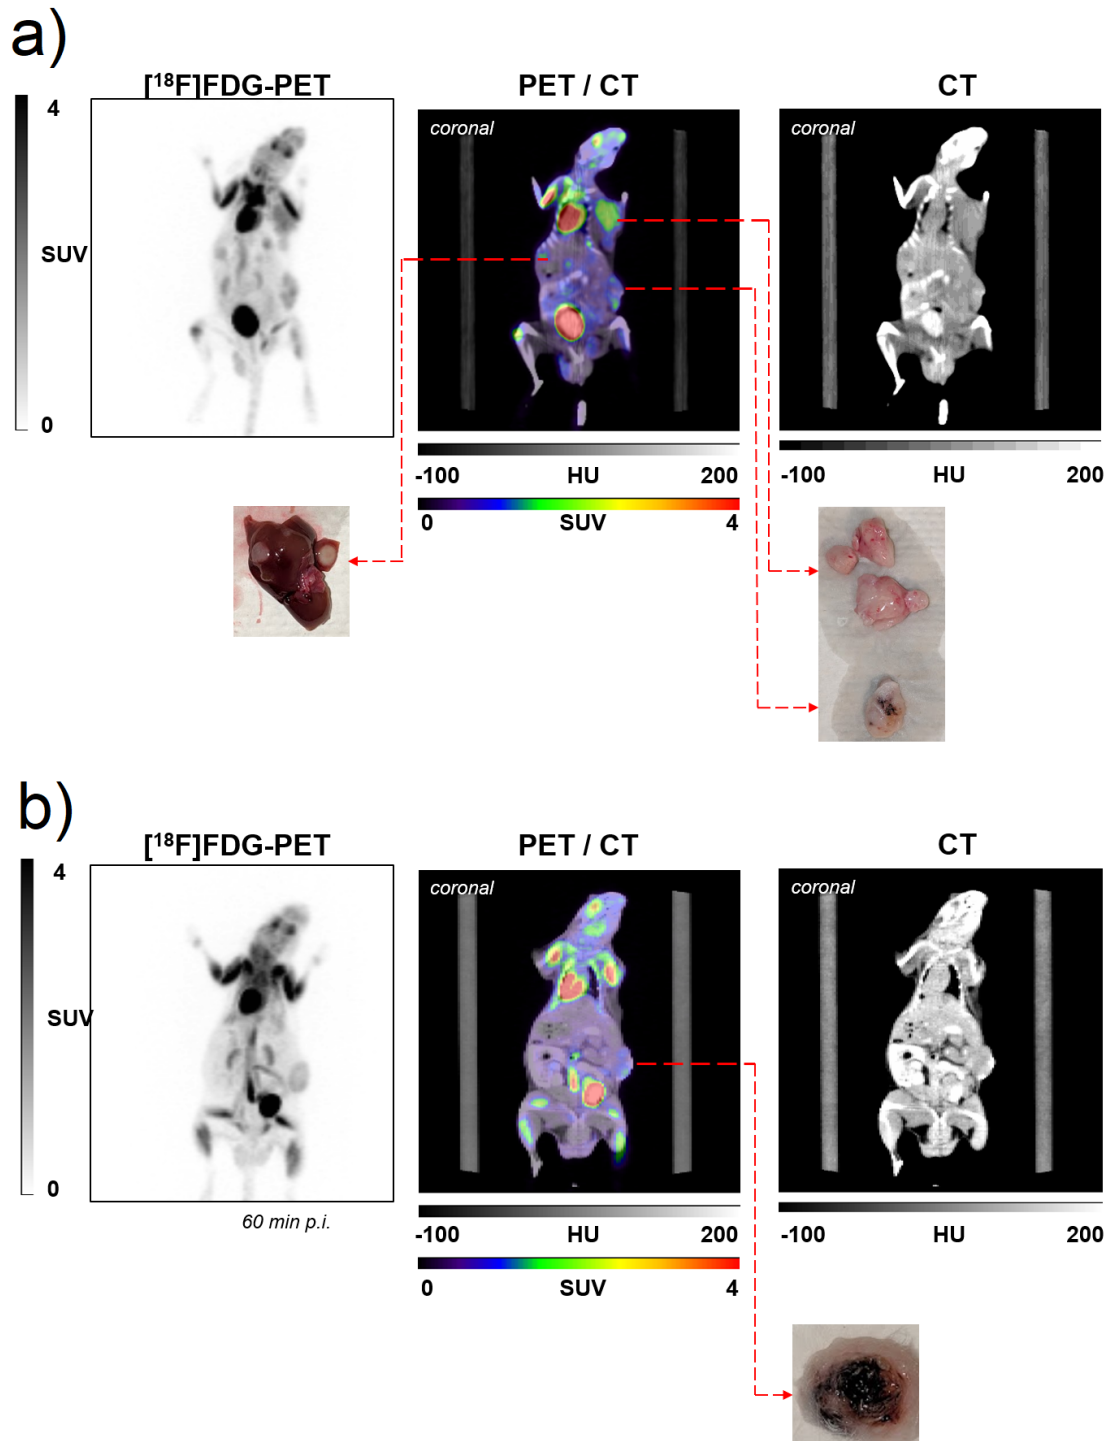 a)
[¹⁸F]FDG-PET
PET / CT
CT
4
SUV
0
coronal
-100 HU 200
0 SUV 4
-100 HU 200
b)
[¹⁸F]FDG-PET
PET / CT
CT
4
SUV
0
coronal
coronal
60 min p.i.
-100 HU 200
0 SUV 4
-100 HU 200